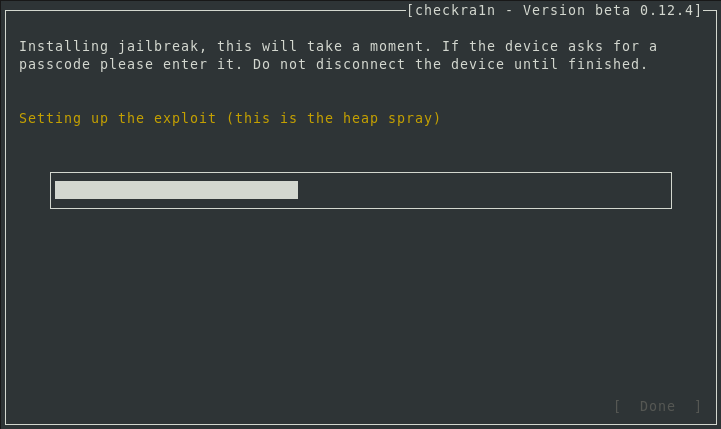 [checkra1n - Version beta 0.12.4]
Installing jailbreak, this will take a moment. If the device asks for a
passcode please enter it. Do not disconnect the device until finished.
Setting up the exploit (this is the heap spray)
[ Done ]